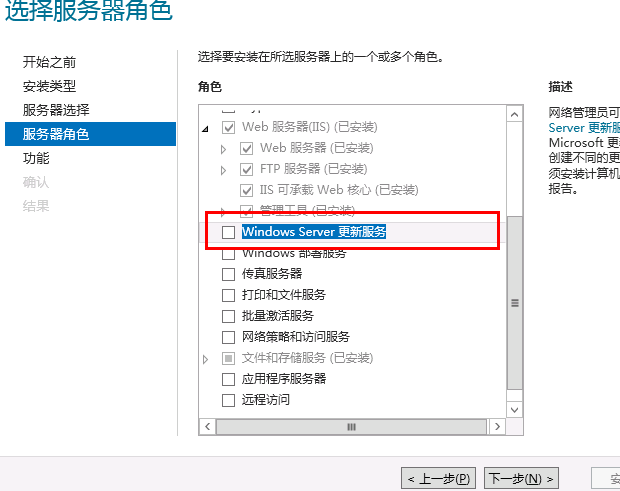 选择服务器角色
选择要安装在所选服务器上的一个或多个角色。
开始之前
安装类型
服务器选择
服务器角色
功能
确认
结果
角色
Web 服务器(IIS) (已安装)
Web 服务器 (已安装)
FTP 服务器 (已安装)
IIS 可承载 Web 核心 (已安装)
管理工具 (已安装)
Windows Server 更新服务
Windows 部署服务
传真服务器
打印和文件服务
批量激活服务
网络策略和访问服务
文件和存储服务 (已安装)
应用程序服务器
远程访问
描述
网络管理员可
Server 更新服
Microsoft 更
创建不同的更
须安装计算机
报告。
< 上一步(P)
下一步(N) >